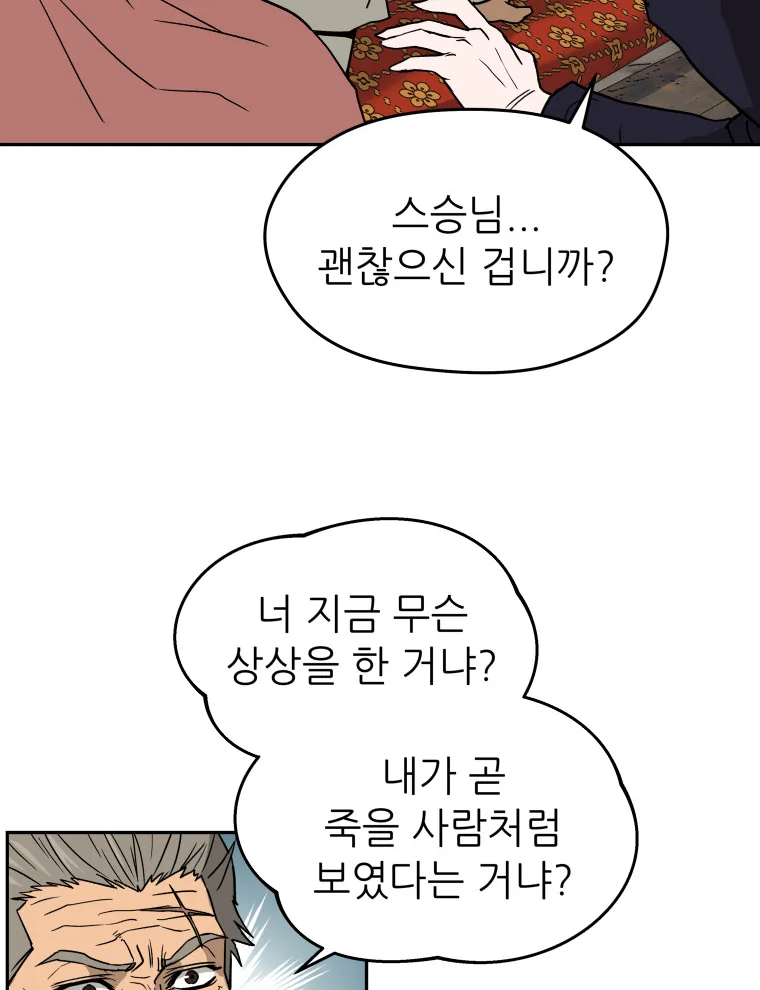 스승님...
괜찮으신 겁니까?
너 지금 무슨
상상을 한 거냐?
내가 곧
죽을 사람처럼
보였다는 거냐?